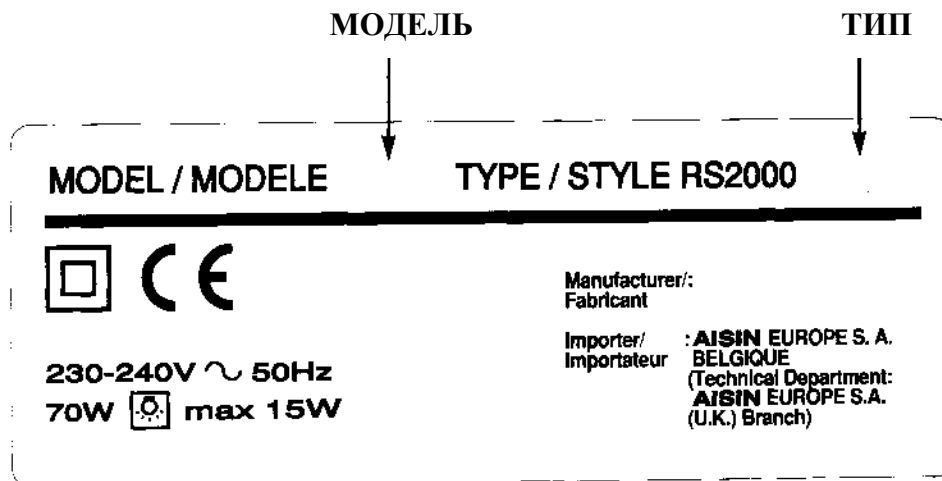 МОДЕЛЬ ТИП
MODEL / MODELE TYPE / STYLE RS2000
CE
Manufacturer/:
Fabricant
Importer/ : AISIN EUROPE S. A.
Importateur BELGIQUE
(Technical Department:
AISIN EUROPE S.A.
(U.K.) Branch)
230-240V ~ 50Hz
70W max 15W